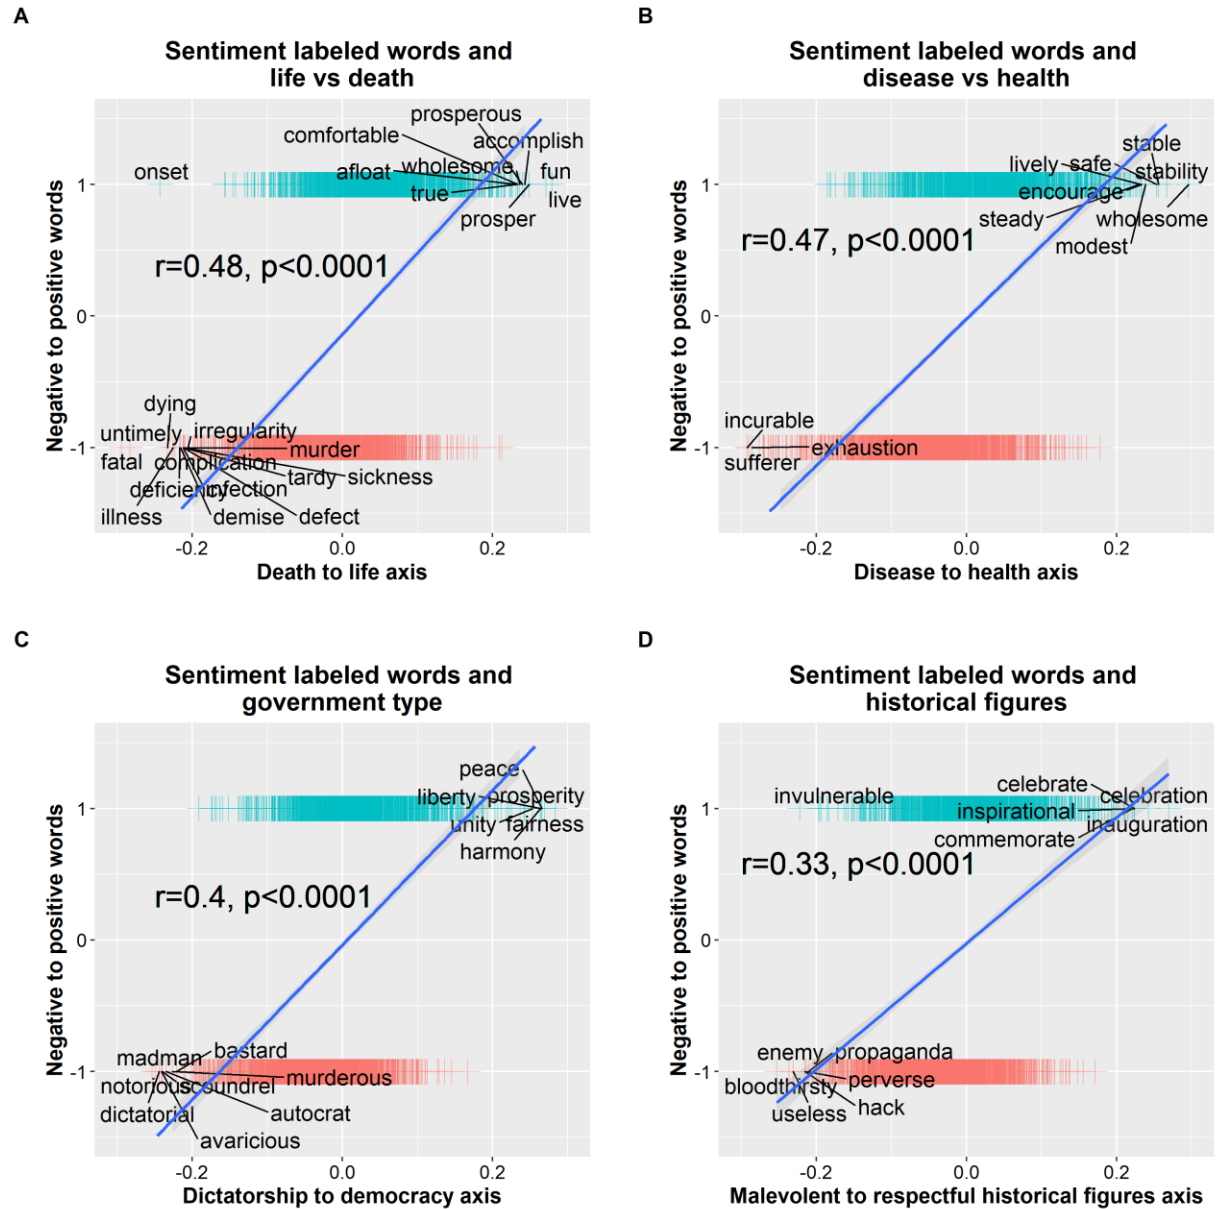 A
Sentiment labeled words and
life vs death
Negative to positive words
1
0
-1
prosperous
comfortable
accomplish
onset
afloat
wholesome
fun
true
live
prosper
r=0.48, p<0.0001
dying
untimely
irregularity
murder
fatal
complication
tardy
sickness
deficiency
infection
illness
demise
defect
-0.2
0.0
0.2
Death to life axis
B
Sentiment labeled words and
disease vs health
Negative to positive words
1
0
-1
stable
lively
safe
stability
encourage
steady
wholesome
modest
r=0.47, p<0.0001
incurable
exhaustion
sufferer
-0.2
0.0
0.2
Disease to health axis
C
Sentiment labeled words and
government type
Negative to positive words
1
0
-1
peace
liberty
prosperity
unity
fairness
harmony
r=0.4, p<0.0001
madman
bastard
notorious
scoundrel
murderous
dictatorial
autocrat
avaricious
-0.2
0.0
0.2
Dictatorship to democracy axis
D
Sentiment labeled words and
historical figures
Negative to positive words
1
0
-1
celebrate
invulnerable
celebration
inspirational
inauguration
commemorate
r=0.33, p<0.0001
enemy
propaganda
bloodthirsty
perverse
useless
hack
-0.2
0.0
0.2
Malevolent to respectful historical figures axis